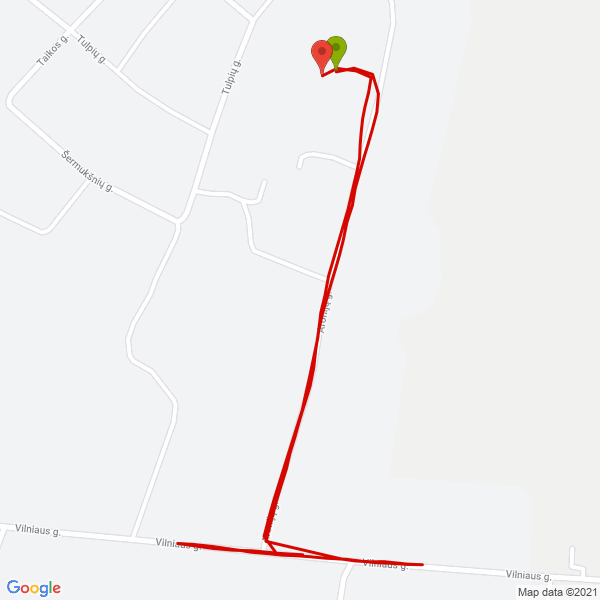 Taikos g.
Tulpių g.
Tulpių g.
Šermukšnių g.
Vilniaus g.
Vilniaus g.
Vilniaus g.
Vilniaus g.
Google
Map data ©2021